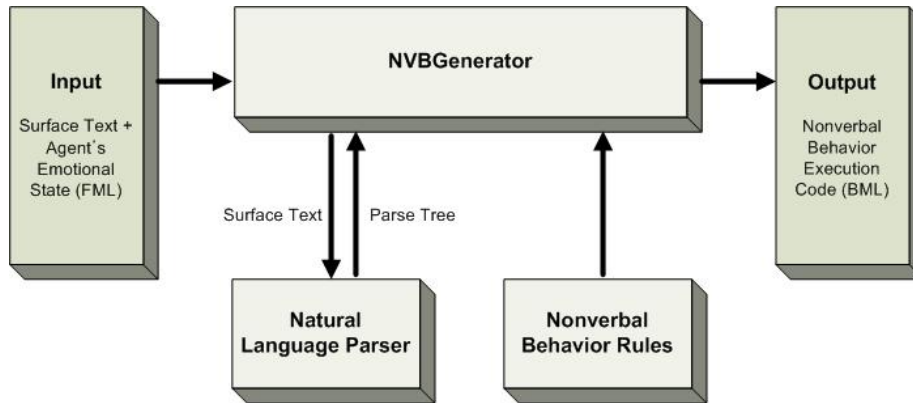 NVBGenerator
Input
Surface Text +
Agent`s
Emotional
State (FML)
Output
Nonverbal
Behavior
Execution
Code (BML)
Surface Text
Parse Tree
Natural
Language Parser
Nonverbal
Behavior Rules